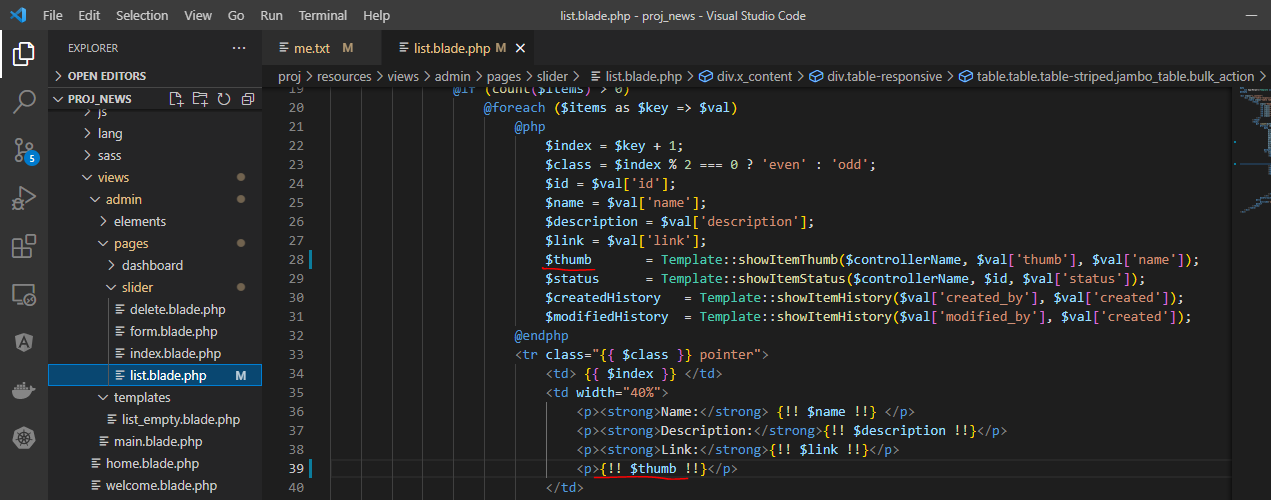 File Edit Selection View Go Run Terminal Help list.blade.php - proj_news - Visual Studio Code
EXPLORER
me.txt M list.blade.php M
OPEN EDITORS
proj > resources > views > admin > pages > slider > list.blade.php > div.x_content > div.table-responsive > table.table.table-striped.jambo_table.bulk_action >
PROJ_NEWS
js
lang
sass
views
admin
elements
pages
dashboard
slider
delete.blade.php
form.blade.php
index.blade.php
list.blade.php M
templates
list_empty.blade.php
main.blade.php
home.blade.php
welcome.blade.php
5
19 @if (count($items) > 0)
20 @foreach ($items as $key => $val)
21 @php
22 $index = $key + 1;
23 $class = $index % 2 === 0 ? 'even' : 'odd';
24 $id = $val['id'];
25 $name = $val['name'];
26 $description = $val['description'];
27 $link = $val['link'];
28 $thumb = Template::showItemThumb($controllerName, $val['thumb'], $val['name']);
29 $status = Template::showItemStatus($controllerName, $id, $val['status']);
30 $createdHistory = Template::showItemHistory($val['created_by'], $val['created']);
31 $modifiedHistory = Template::showItemHistory($val['modified_by'], $val['created']);
32 @endphp
33 <tr class="{{ $class }} pointer">
34 <td> {{ $index }} </td>
35 <td width="40%">
36 <p><strong>Name:</strong> {!! $name !!} </p>
37 <p><strong>Description:</strong>{!! $description !!}</p>
38 <p><strong>Link:</strong>{!! $link !!}</p>
39 <p>{!! $thumb !!}</p>
40 </td>